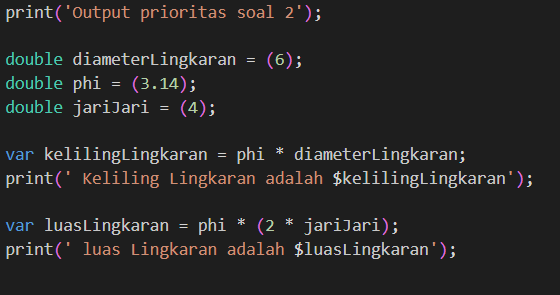 print('Output prioritas soal 2');
double diameterLingkaran = (6);
double phi = (3.14);
double jariJari = (4);
var kelilingLingkaran = phi * diameterLingkaran;
print(' Keliling Lingkaran adalah $kelilingLingkaran');
var luasLingkaran = phi * (2 * jariJari);
print(' luas Lingkaran adalah $luasLingkaran');